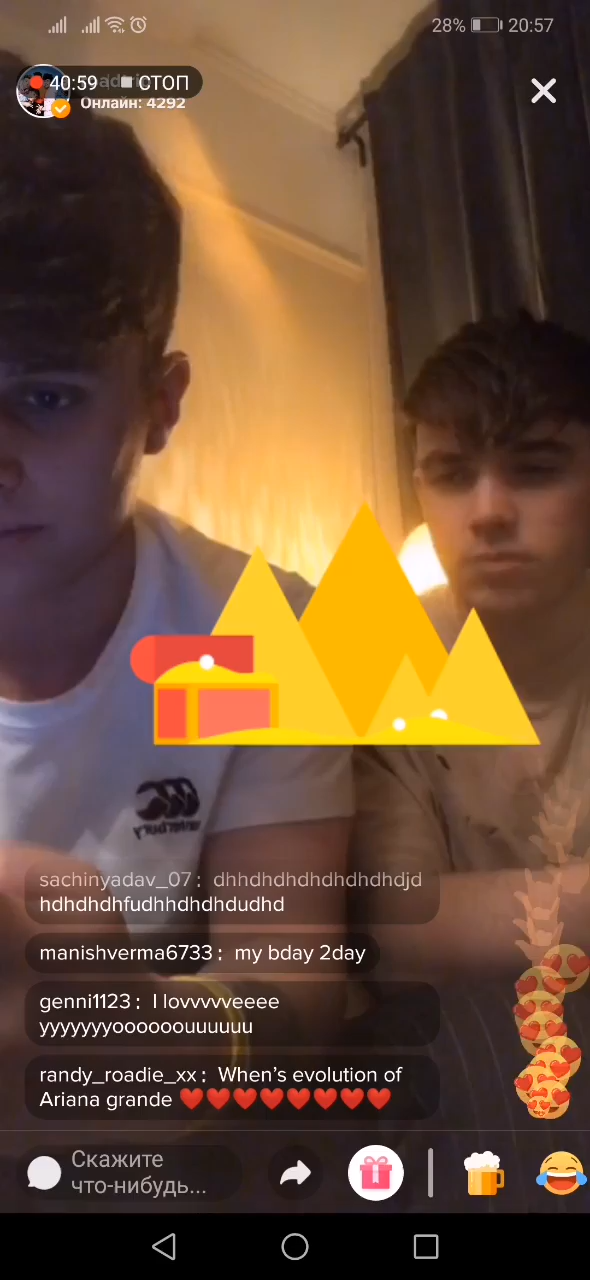 28% 20:57
40:59 СТОП
Онлайн: 4292
sachinyadav_07 : dhhdhdhdhdhdhdhdjd
hdhdhdhfudhhdhdhdudhd
manishverma6733 : my bday 2day
genni1123 : I lovvvvveeee
yyyyyyyoooooouuuuuu
randy_roadie_xx : When's evolution of
Ariana grande ❤️❤️❤️❤️❤️❤️❤️❤️
Скажите
что-нибудь...